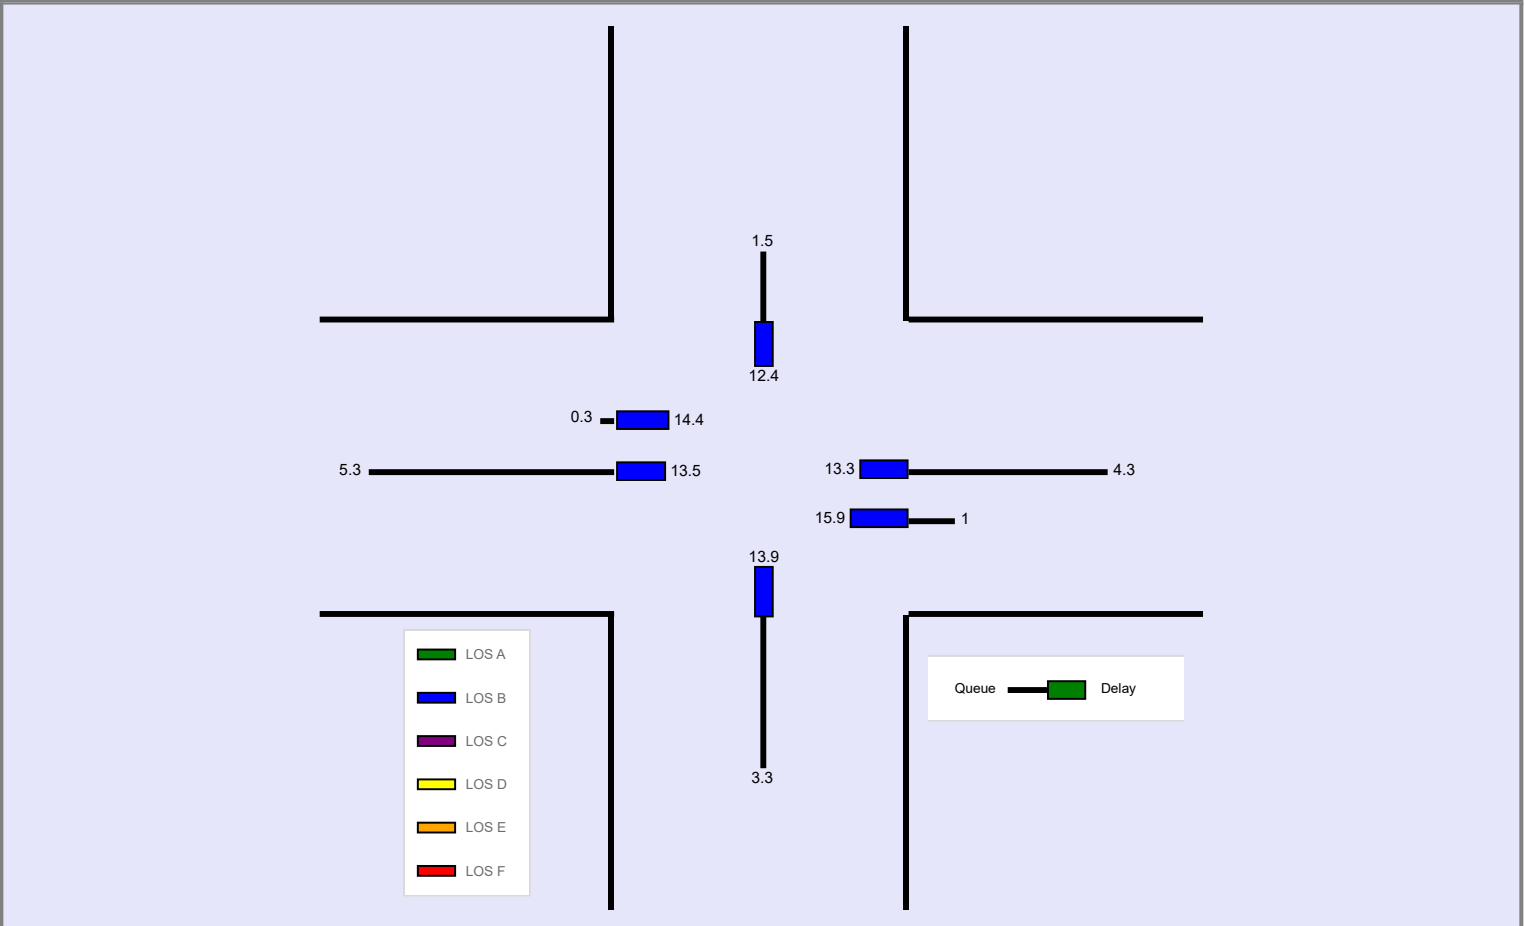 1.5
12.4
0.3 14.4
5.3 13.5
13.3 4.3
15.9 1
13.9
3.3
LOS A
LOS B
LOS C
LOS D
LOS E
LOS F
Queue Delay